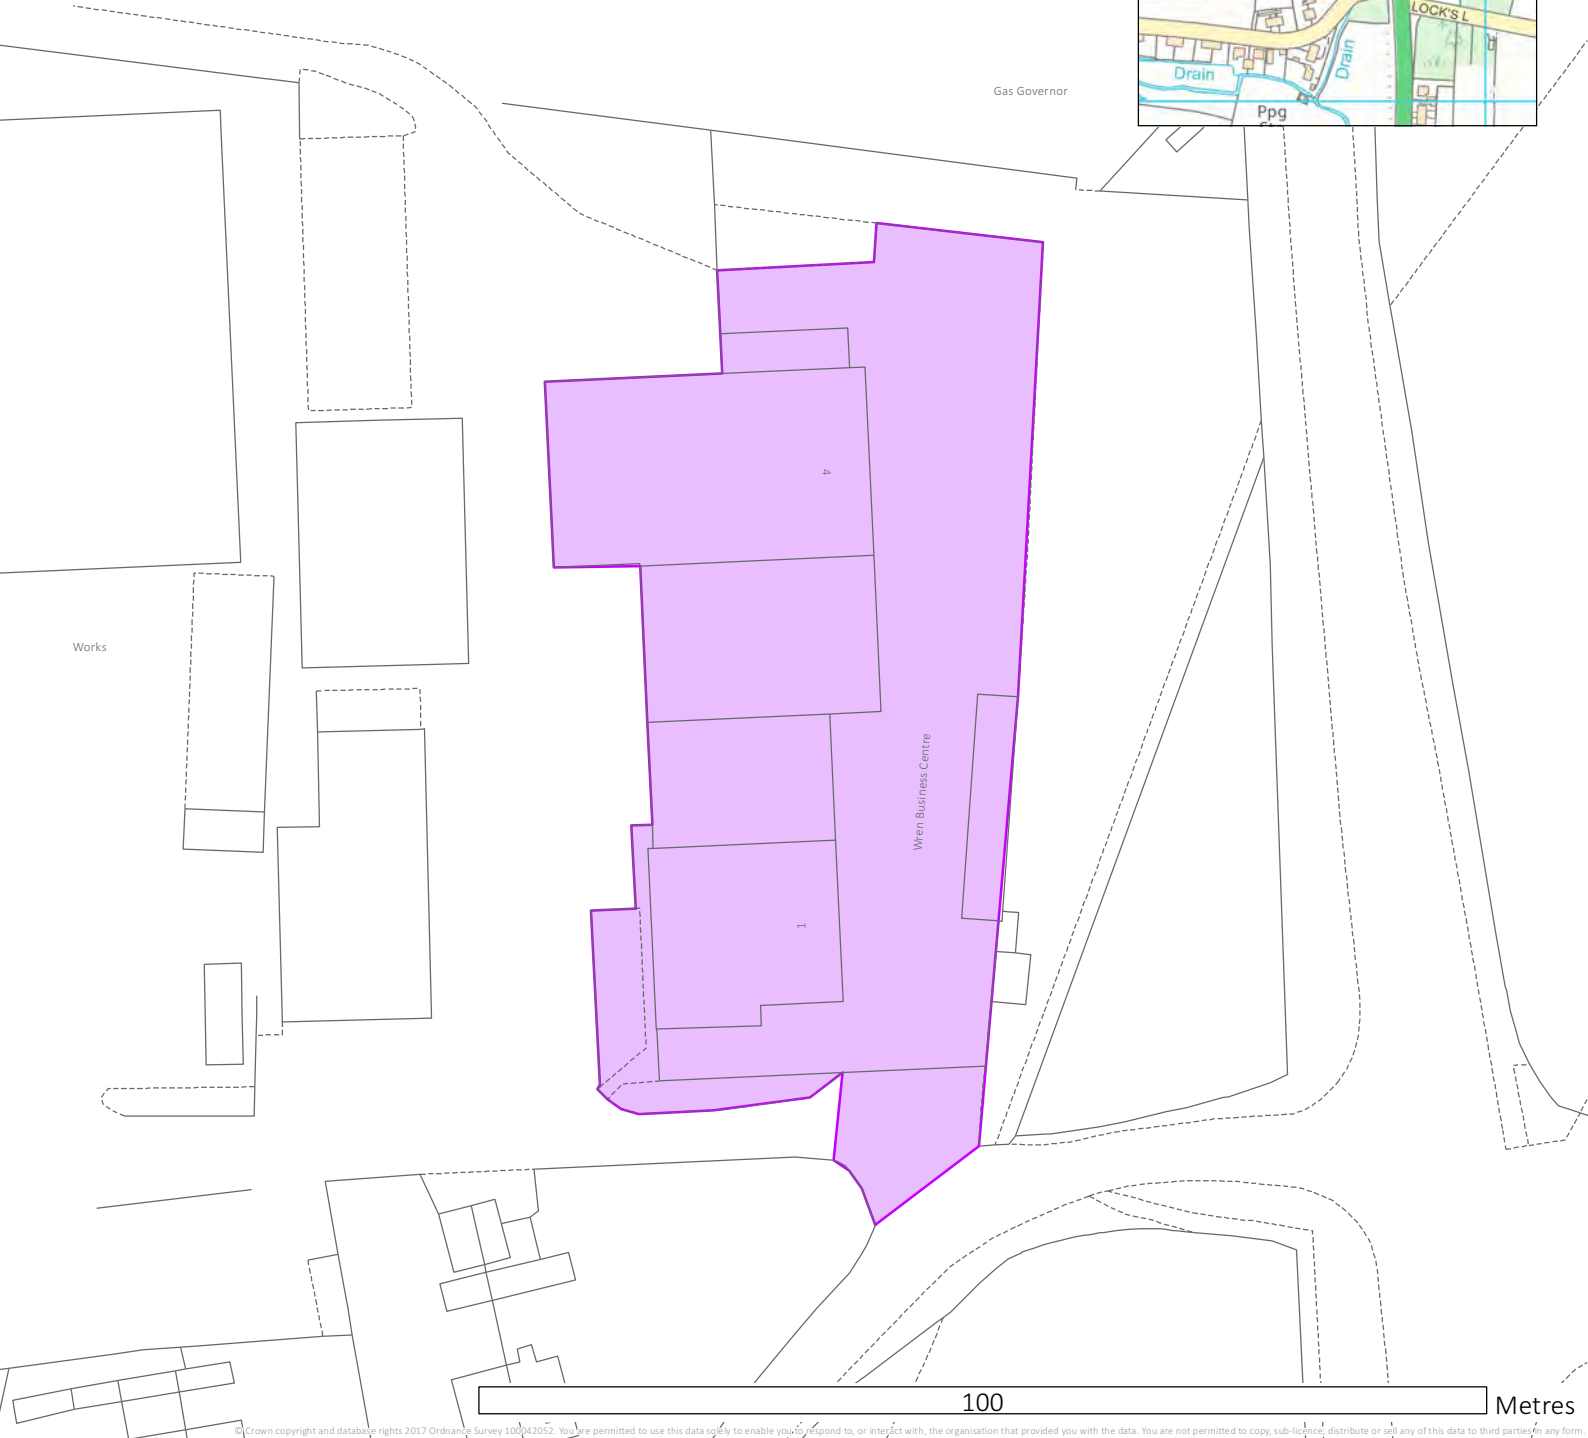 LOCK'S L
Drain
Drain
Ppg
Gas Governor
4
Works
Wren Business Centre
1
100
Metres
© Crown copyright and database rights 2017 Ordnance Survey 100042052. You are permitted to use this data solely to enable you to respond to, or interact with, the organisation that provided you with the data. You are not permitted to copy, sub-licence, distribute or sell any of this data to third parties in any form.